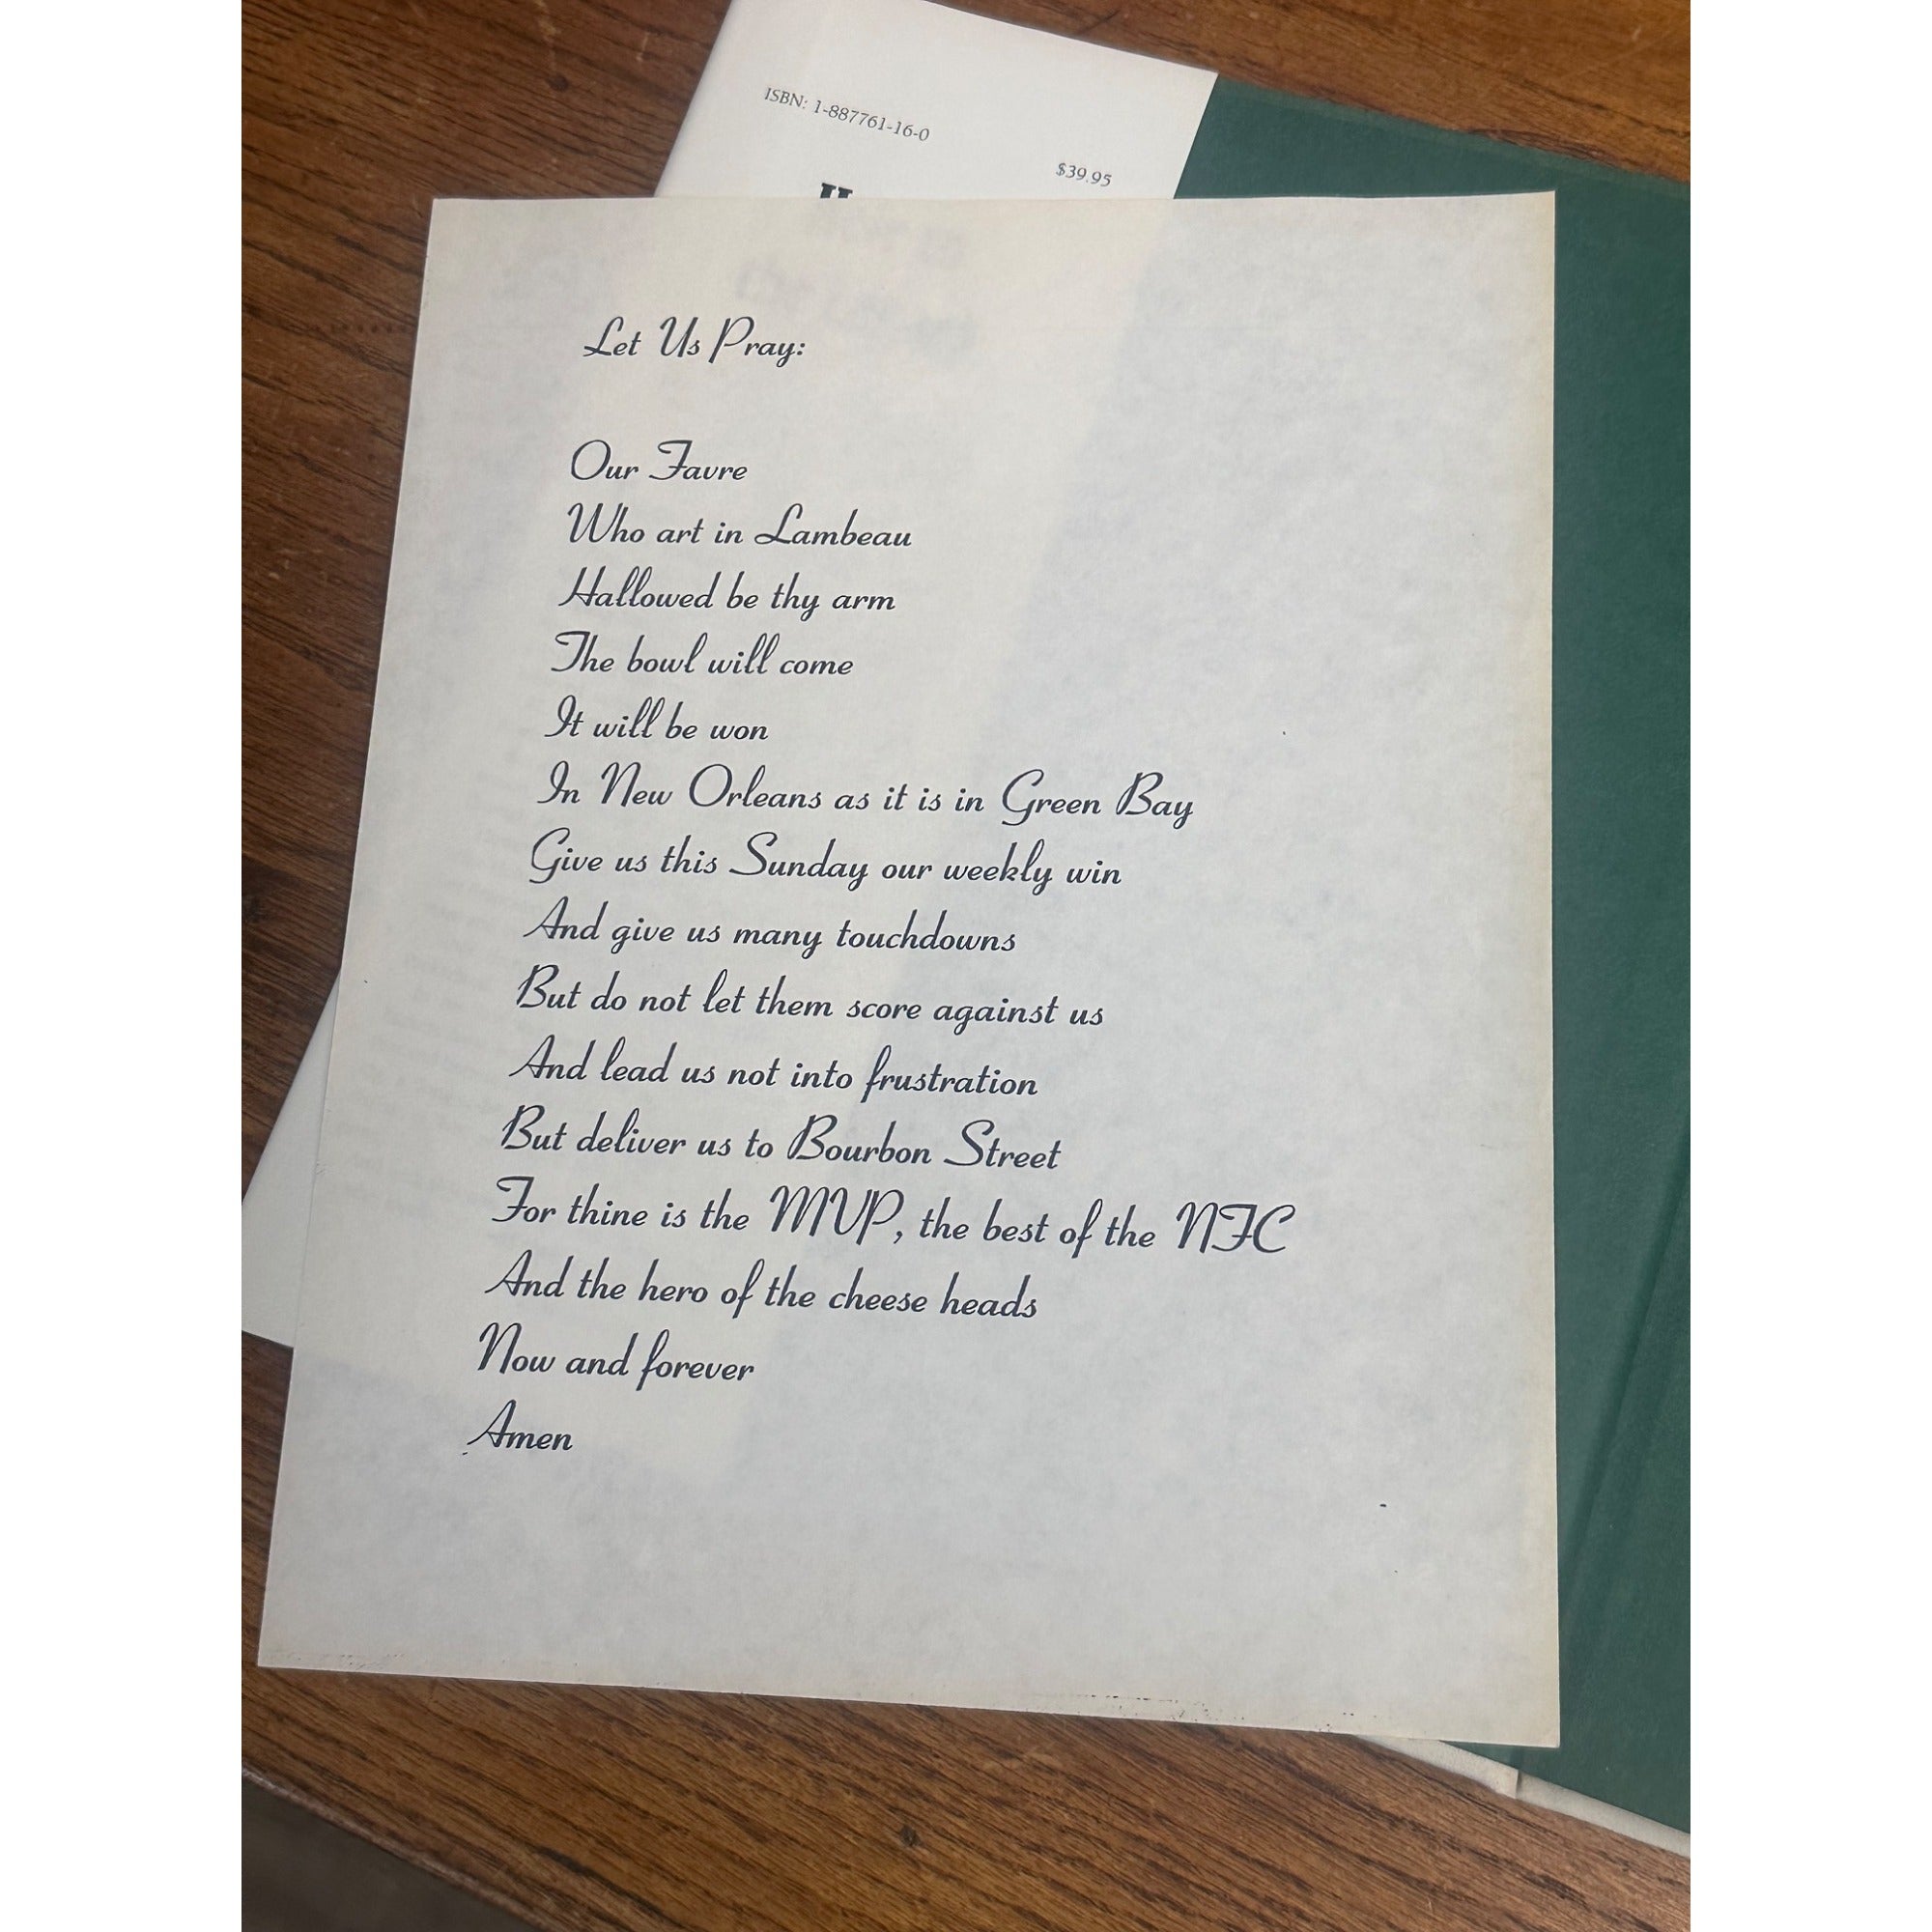 ISBN: 1-887761-16-0
$39.95
Let Us Pray:
Our Favre
Who art in Lambeau
Hallowed be thy arm
The bowl will come
It will be won
In New Orleans as it is in Green Bay
Give us this Sunday our weekly win
And give us many touchdowns
But do not let them score against us
And lead us not into frustration
But deliver us to Bourbon Street
For thine is the MVP, the best of the NFC
And the hero of the cheese heads
Now and forever
Amen